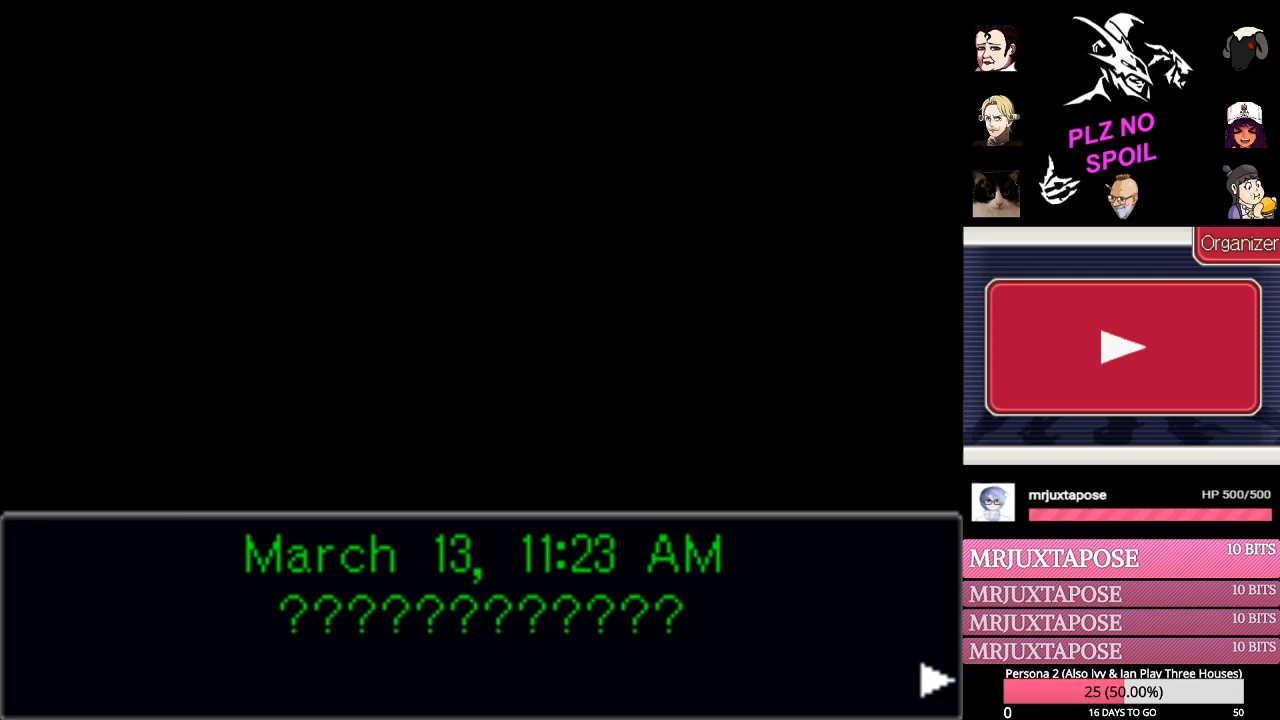 PLZ NO
SPOIL
Organizer
mrjuxtapose
HP 500/500
MRJUXTAPOSE
10 BITS
MRJUXTAPOSE
10 BITS
MRJUXTAPOSE
10 BITS
MRJUXTAPOSE
10 BITS
Persona 2 (Also Ivy & Ian Play Three Houses)
25 (50.00%)
0
16 DAYS TO GO
50
March 13, 11:23 AM
????????????